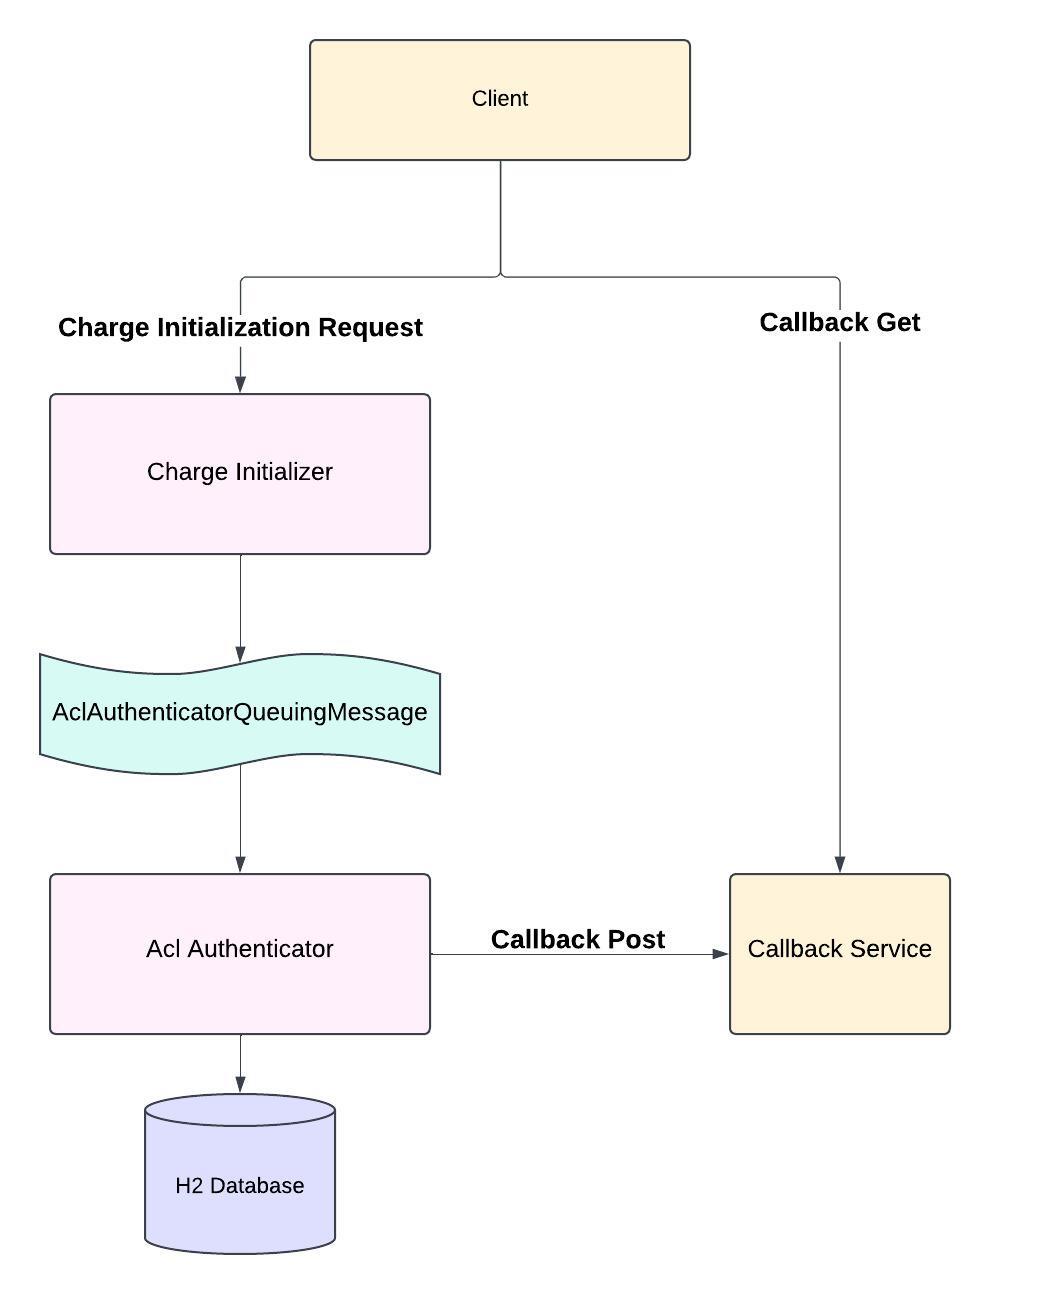 Client
Charge Initialization Request
Callback Get
Charge Initializer
AclAuthenticatorQueuingMessage
Acl Authenticator
Callback Post
Callback Service
H2 Database